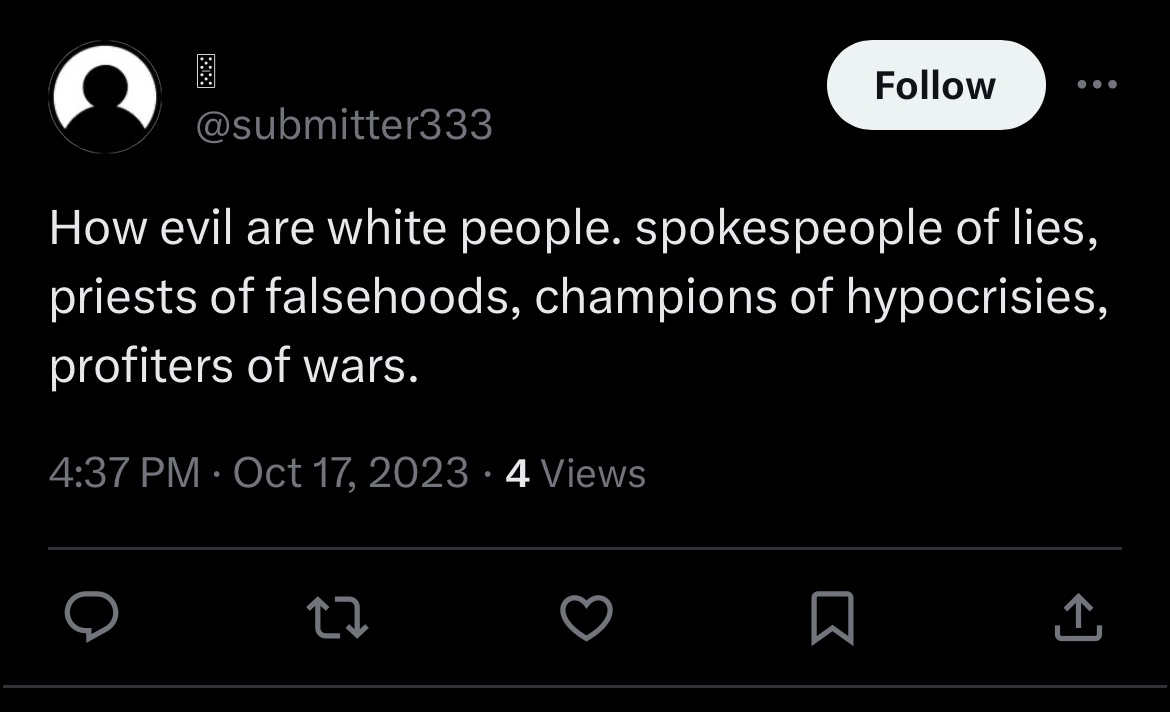 🁫
@submitter333
Follow
How evil are white people. spokespeople of lies,
priests of falsehoods, champions of hypocrisies,
profiters of wars.
4:37 PM · Oct 17, 2023 · 4 Views